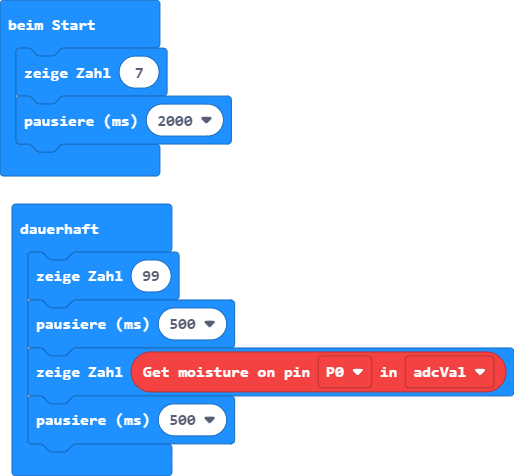 beim Start
zeige Zahl 7
pausiere (ms) 2000
dauerhaft
zeige Zahl 99
pausiere (ms) 500
zeige Zahl Get moisture on pin P0 in adcVal
pausiere (ms) 500